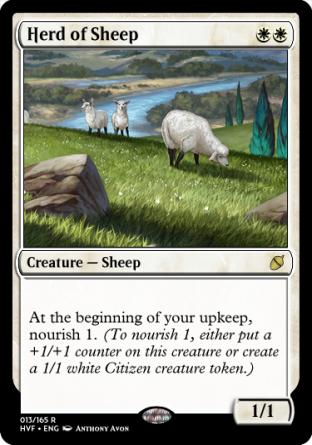 Herd of Sheep
Creature — Sheep
At the beginning of your upkeep,
nourish 1. (To nourish 1, either put a
+1/+1 counter on this creature or create
a 1/1 white Citizen creature token.)
1/1
013/165 R
HVF • ENG Anthony Avon